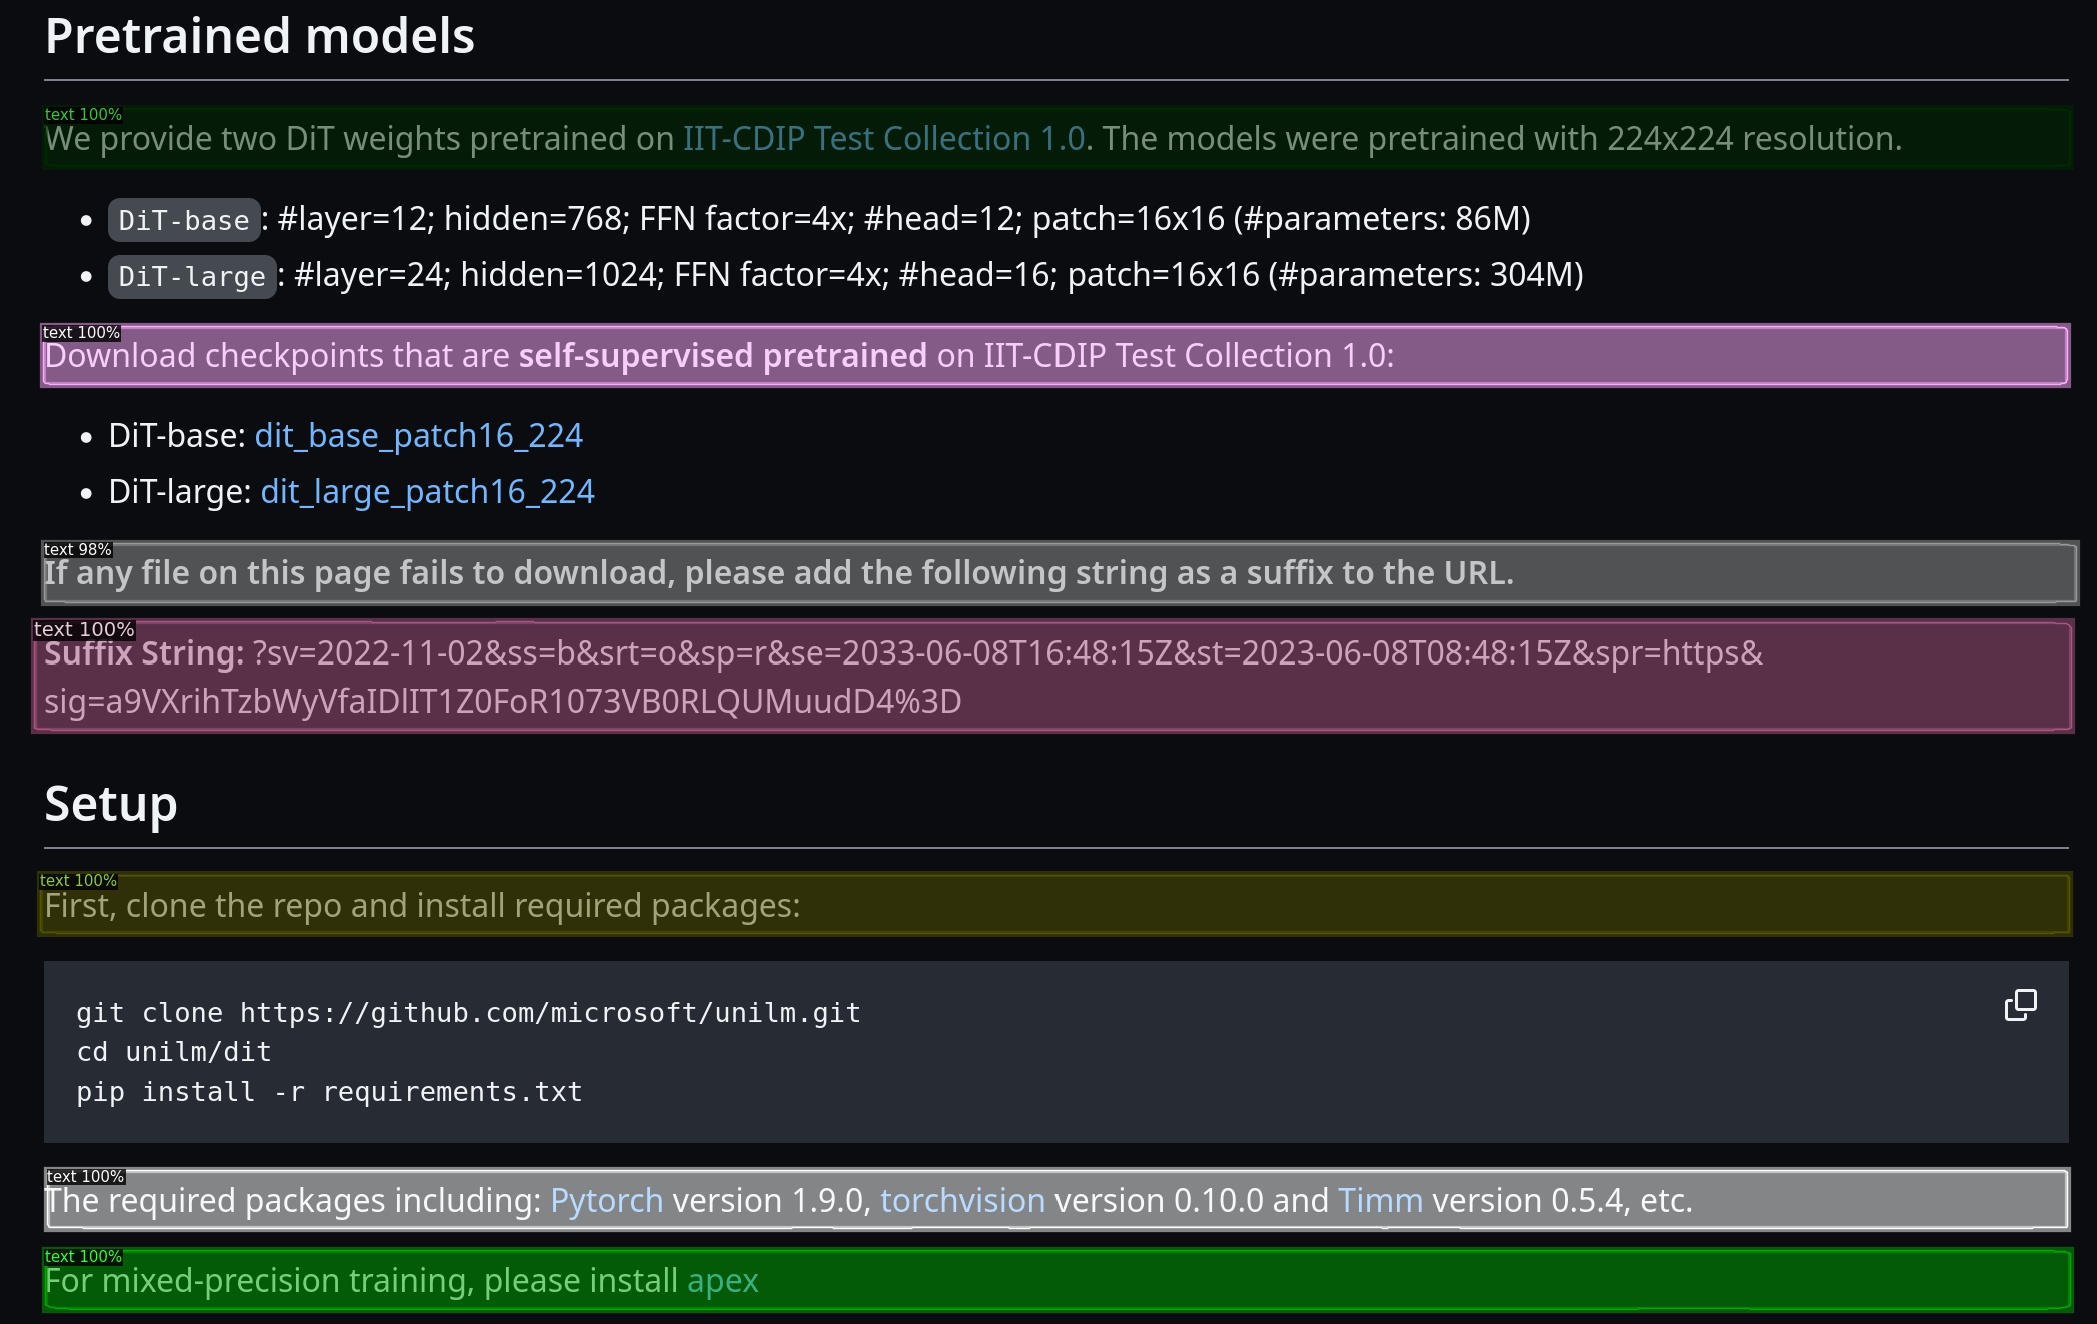 Pretrained models
text 100%
We provide two DiT weights pretrained on IIT-CDIP Test Collection 1.0. The models were pretrained with 224x224 resolution.
• DiT-base: #layer=12; hidden=768; FFN factor=4x; #head=12; patch=16x16 (#parameters: 86M)
• DiT-large: #layer=24; hidden=1024; FFN factor=4x; #head=16; patch=16x16 (#parameters: 304M)
text 100%
Download checkpoints that are self-supervised pretrained on IIT-CDIP Test Collection 1.0:
• DiT-base: dit_base_patch16_224
• DiT-large: dit_large_patch16_224
text 98%
If any file on this page fails to download, please add the following string as a suffix to the URL.
text 100%
Suffix String: ?sv=2022-11-02&ss=b&srt=o&sp=r&se=2033-06-08T16:48:15Z&st=2023-06-08T08:48:15Z&spr=https&
sig=a9VXrihTzbWyVfaIDlIT1Z0FoR1073VB0RLQUMuudD4%3D
Setup
text 100%
First, clone the repo and install required packages:
git clone https://github.com/microsoft/unilm.git
cd unilm/dit
pip install -r requirements.txt
text 100%
The required packages including: Pytorch version 1.9.0, torchvision version 0.10.0 and Timm version 0.5.4, etc.
text 100%
For mixed-precision training, please install apex